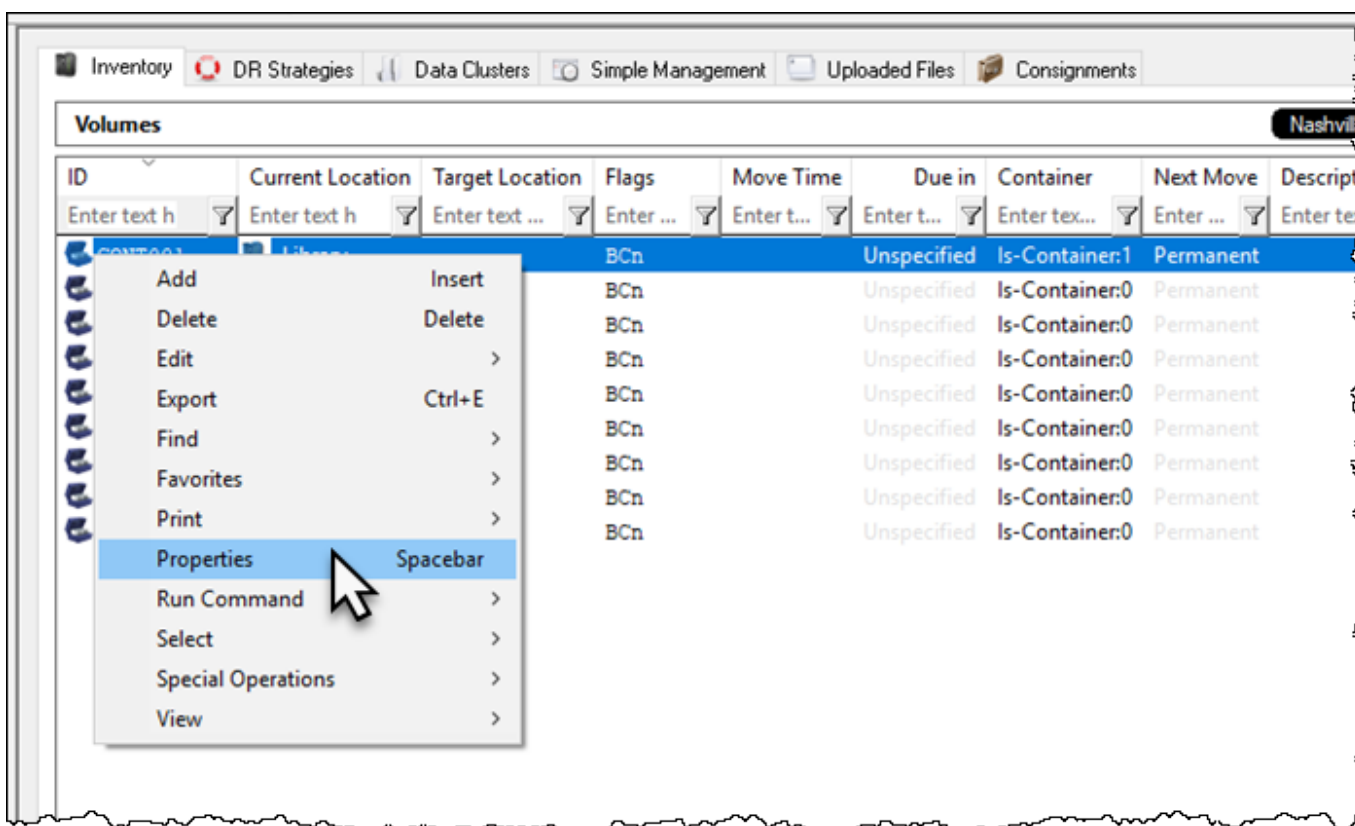 Inventory DR Strategies Data Clusters Simple Management Uploaded Files Consignments
Volumes Nashvill
ID Current Location Target Location Flags Move Time Due in Container Next Move Descript
Enter text h Enter text h Enter text ... Enter ... Enter t... Enter t... Enter tex... Enter ... Enter te
BCn Unspecified Is-Container:1 Permanent
BCn Unspecified Is-Container:0 Permanent
BCn Unspecified Is-Container:0 Permanent
BCn Unspecified Is-Container:0 Permanent
BCn Unspecified Is-Container:0 Permanent
BCn Unspecified Is-Container:0 Permanent
BCn Unspecified Is-Container:0 Permanent
BCn Unspecified Is-Container:0 Permanent
BCn Unspecified Is-Container:0 Permanent
Add Insert
Delete Delete
Edit >
Export Ctrl+E
Find >
Favorites >
Print >
Properties Spacebar
Run Command >
Select >
Special Operations >
View >